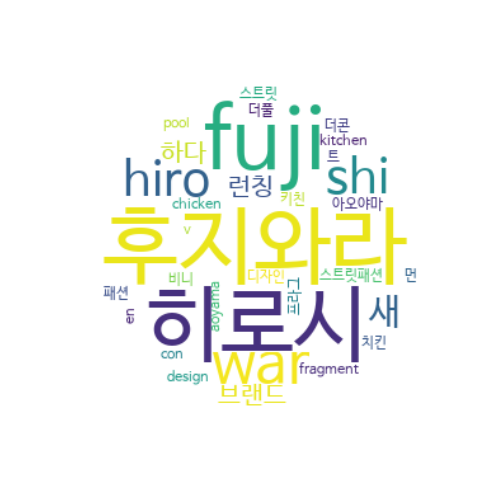 스트릿
더풀
pool
fuji
더콘
kitchen
하다
트
hiro
런칭
shi
키친
chicken
아오야마
v
후지와라
비니
디자인
스트릿패션
먼
패션
히로시
프라그
새
en
aoyama
con
war
치킨
design
fragment
브랜드